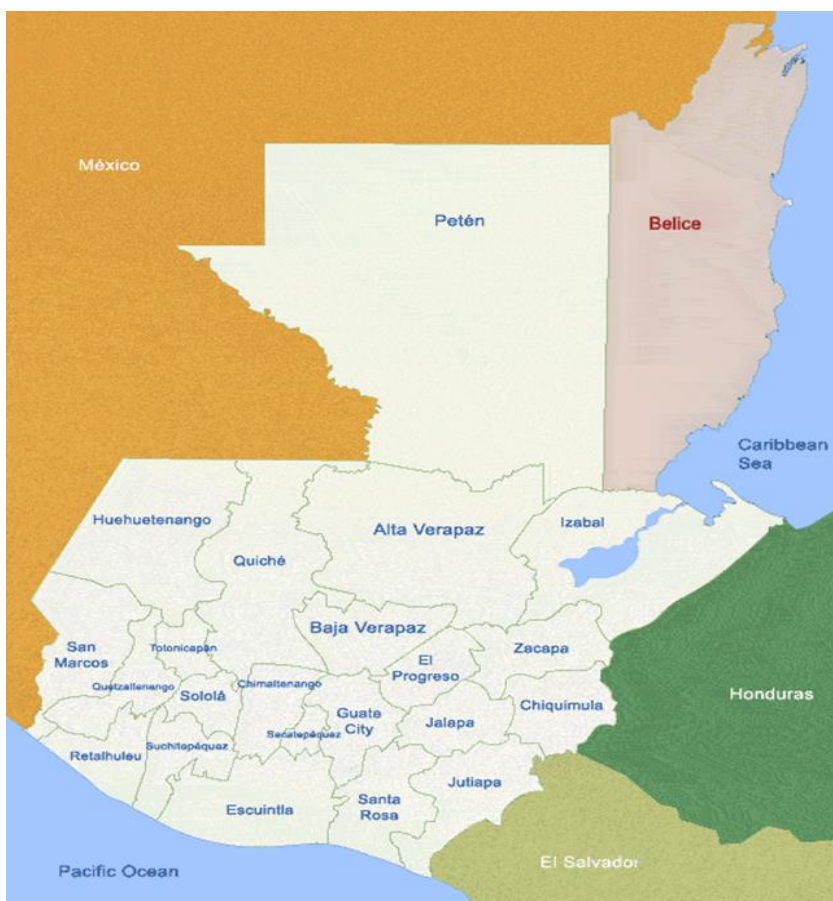 México
Petén
Belice
Caribbean
Sea
Huehuetenango
Alta Verapaz
Izabal
Quiché
Baja Verapaz
San
Marcos
Totonicapán
El
Progreso
Zacapa
Quetzaltenango
Sololá
Chimaltenango
Guate
City
Jalapa
Chiquimula
Honduras
Retalhuleu
Suchitepéquez
Sacatepéquez
Escuintla
Santa
Rosa
Jutiapa
Pacific Ocean
El Salvador